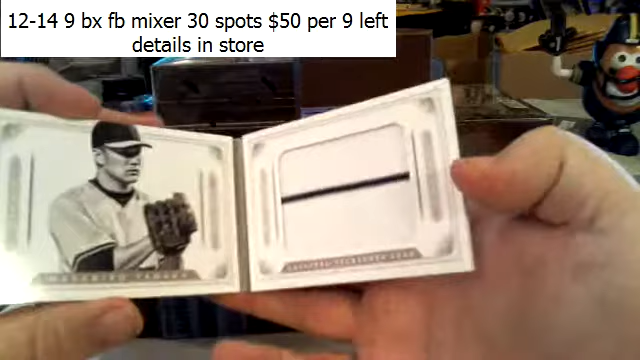 12-14 9 bx fb mixer 30 spots $50 per 9 left
details in store
MASAHIRO TANAKA